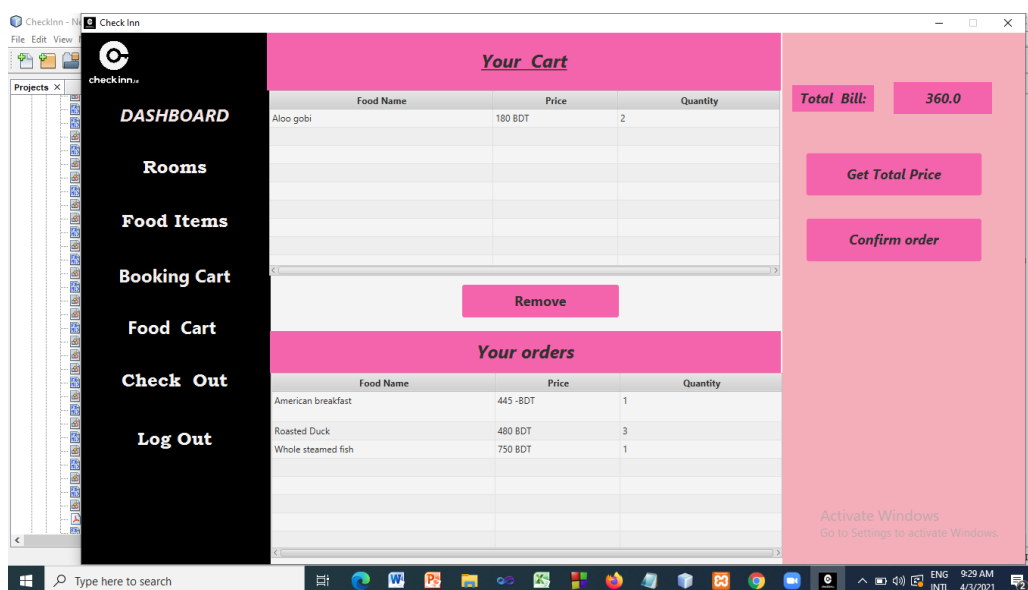 CheckInn - Ne
Check Inn
File Edit View
Projects
checkinn
DASHBOARD
Rooms
Food Items
Booking Cart
Food Cart
Check Out
Log Out
Your Cart
Food Name Price Quantity
Aloo gobi 180 BDT 2
Remove
Your orders
Food Name Price Quantity
American breakfast 445 -BDT 1
Roasted Duck 480 BDT 3
Whole steamed fish 750 BDT 1
Total Bill: 360.0
Get Total Price
Confirm order
Activate Windows
Go to Settings to activate Windows.
Type here to search
ENG
INTL
9:29 AM
4/3/2021